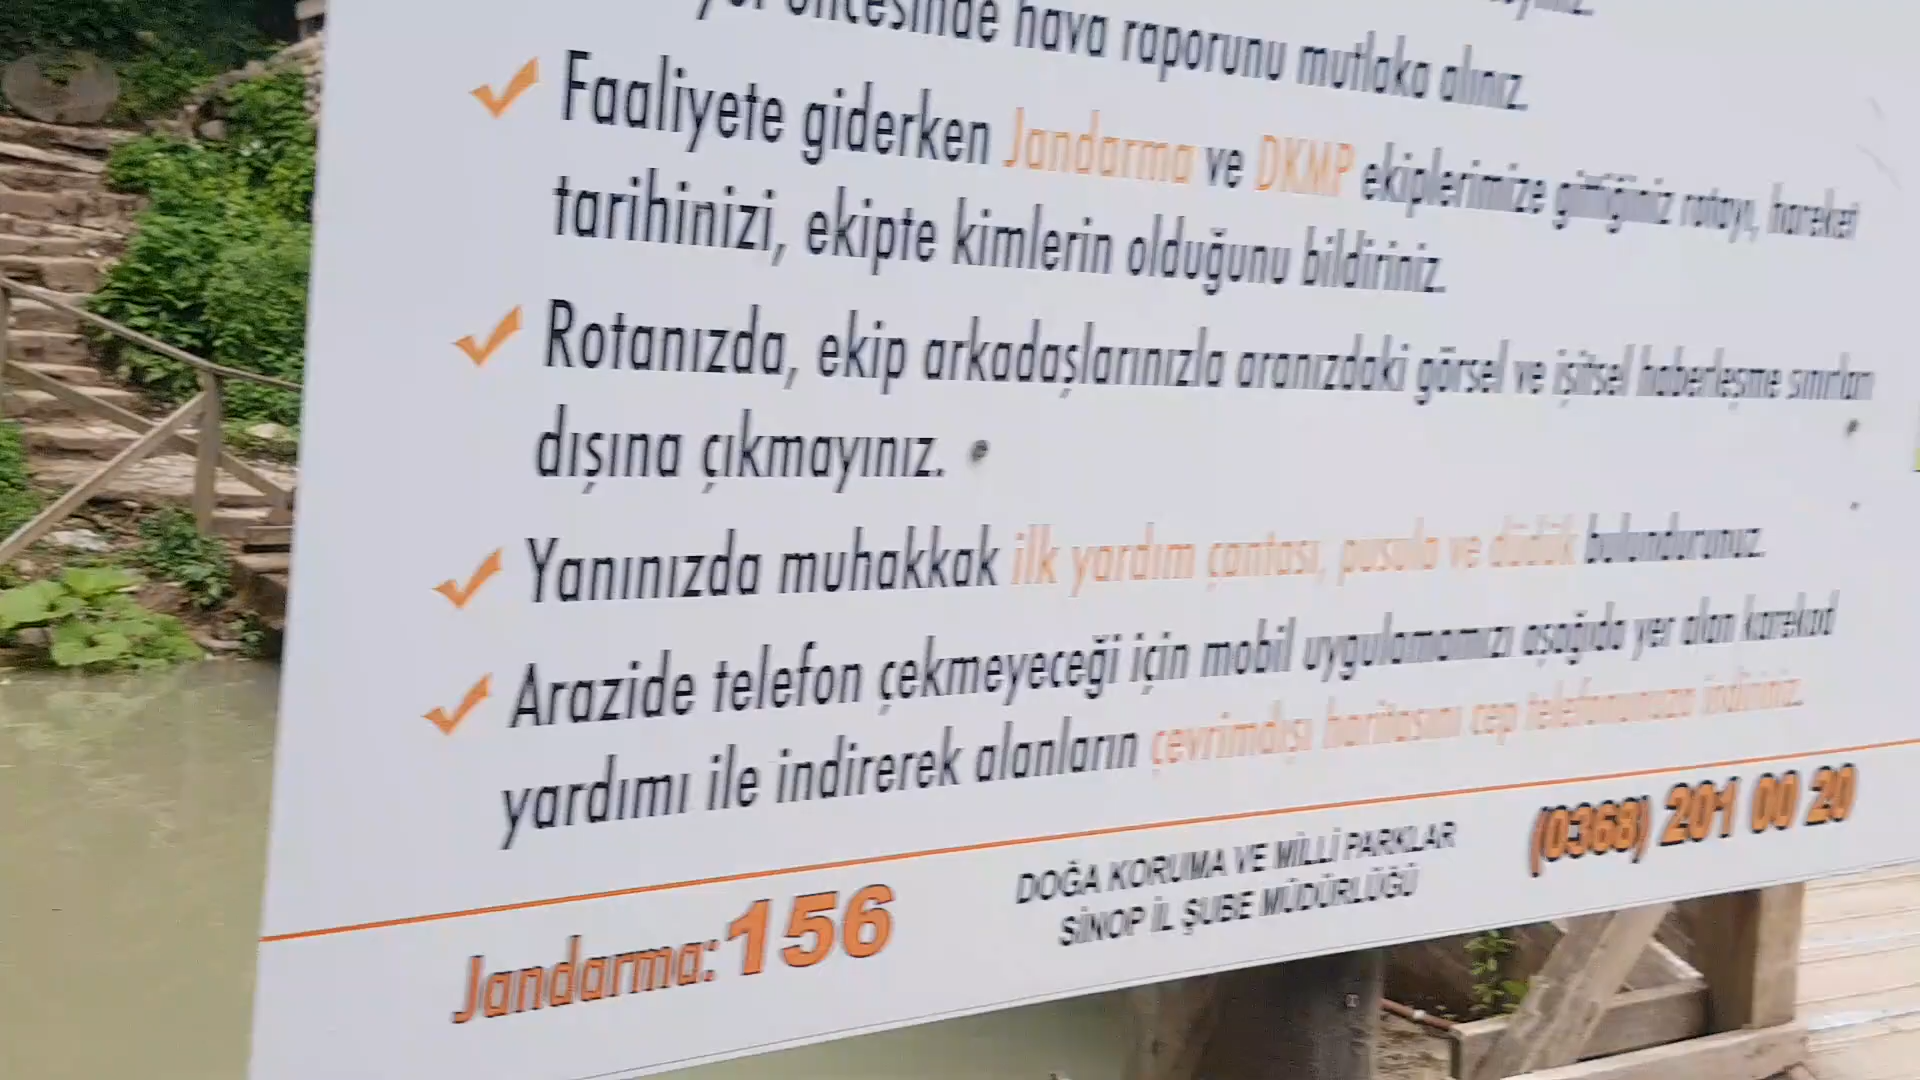 öncesinde hava raporunu mutlaka alınız.
Faaliyete giderken Jandarma ve DKMP ekiplerimize gittiğiniz rotayı, hareket
tarihinizi, ekipte kimlerin olduğunu bildiriniz.
Rotanızda, ekip arkadaşlarınızla aranızdaki görsel ve işitsel haberleşme sınırları
dışına çıkmayınız.
Yanınızda muhakkak ilk yardım çantası, pusula ve düdük bulundurunuz.
Arazide telefon çekmeyeceği için mobil uygulamamızı aşağıda yer alan karekod
yardımı ile indirerek alanların çevrimdışı haritasını cep telefonunuza indiriniz.
Jandarma: 156
DOĞA KORUMA VE MİLLİ PARKLAR
SİNOP İL ŞUBE MÜDÜRLÜĞÜ
(0368) 201 00 20